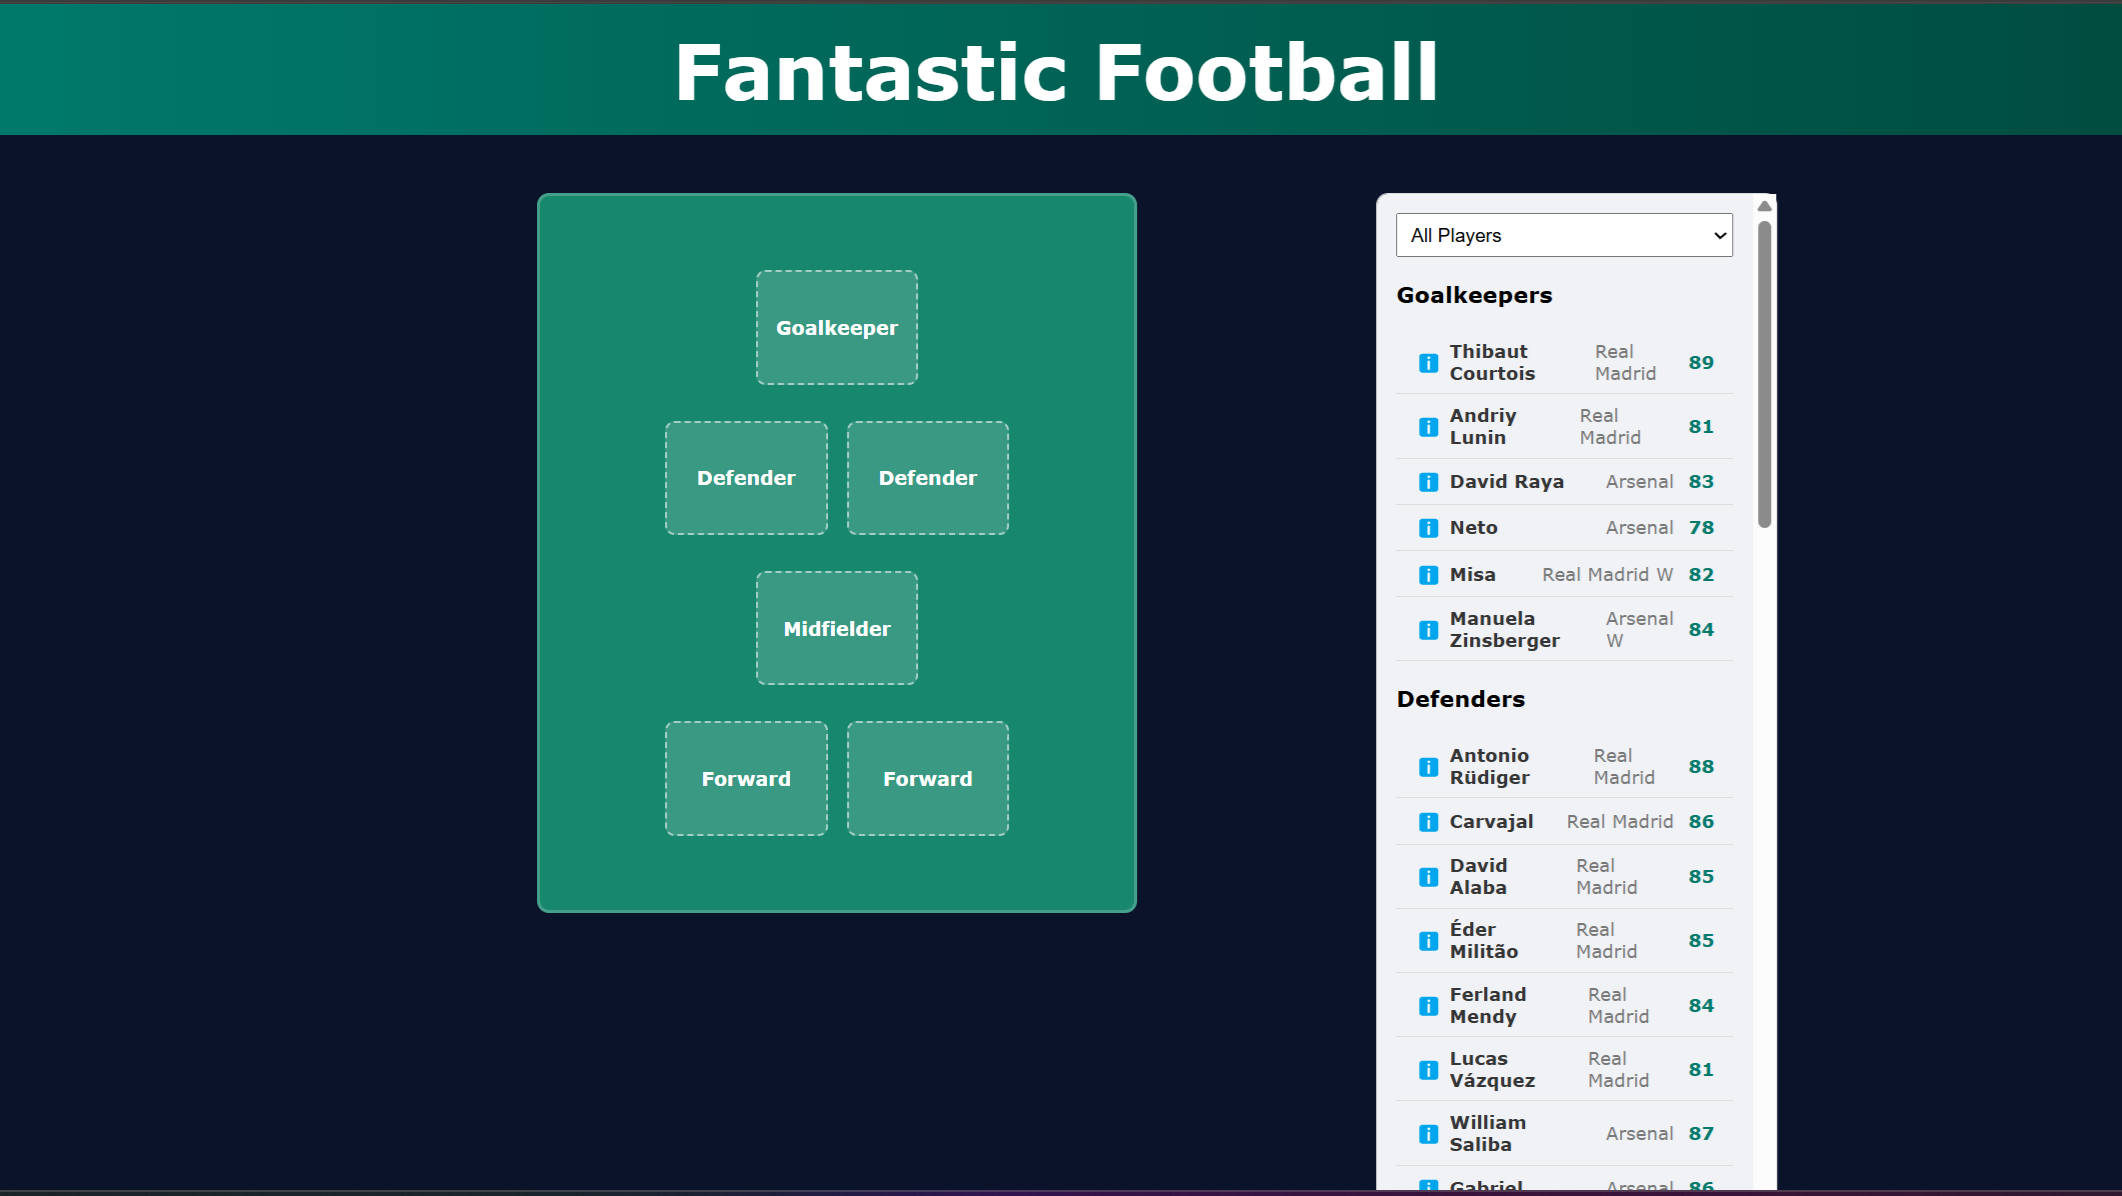 Fantastic Football
Goalkeeper
Defender Defender
Midfielder
Forward Forward
All Players
Goalkeepers
Thibaut Courtois Real Madrid 89
Andriy Lunin Real Madrid 81
David Raya Arsenal 83
Neto Arsenal 78
Misa Real Madrid W 82
Manuela Zinsberger Arsenal W 84
Defenders
Antonio Rüdiger Real Madrid 88
Carvajal Real Madrid 86
David Alaba Real Madrid 85
Éder Militão Real Madrid 85
Ferland Mendy Real Madrid 84
Lucas Vázquez Real Madrid 81
William Saliba Arsenal 87
Gabriel Arsenal 86